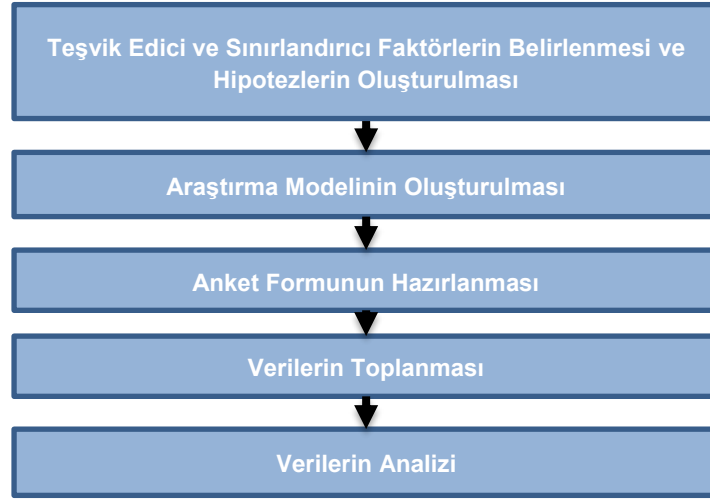 Teşvik Edici ve Sınırlandırıcı Faktörlerin Belirlenmesi ve
Hipotezlerin Oluşturulması
Araştırma Modelinin Oluşturulması
Anket Formunun Hazırlanması
Verilerin Toplanması
Verilerin Analizi